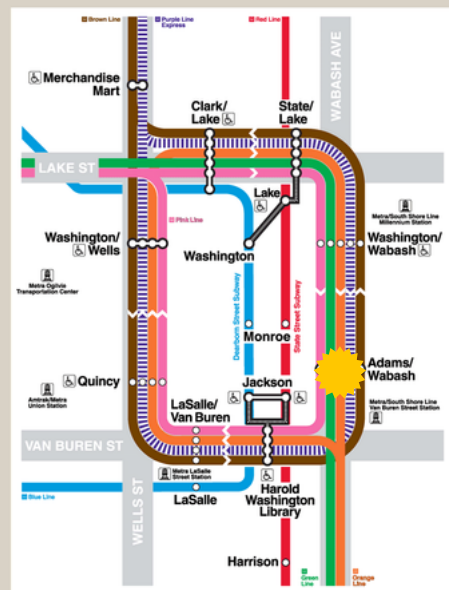 Brown Line
Purple Line
Express
Red Line
WABASH AVE
Merchandise
Mart
Clark/
Lake
State/
Lake
LAKE ST
Lake
Metra/South Shore Line
Millennium Station
Pink Line
Washington/
Wells
Washington
Washington/
Wabash
Metra Ogilvie
Transportation Center
Dearborn Street Subway
State Street Subway
Monroe
Adams/
Wabash
Quincy
Jackson
Amtrak/Metra
Union Station
LaSalle/
Van Buren
Metra/South Shore Line
Van Buren Street Station
VAN BUREN ST
Metra LaSalle
Street Station
Blue Line
LaSalle
WELLS ST
Harold
Washington
Library
Harrison
Green
Line
Orange
Line